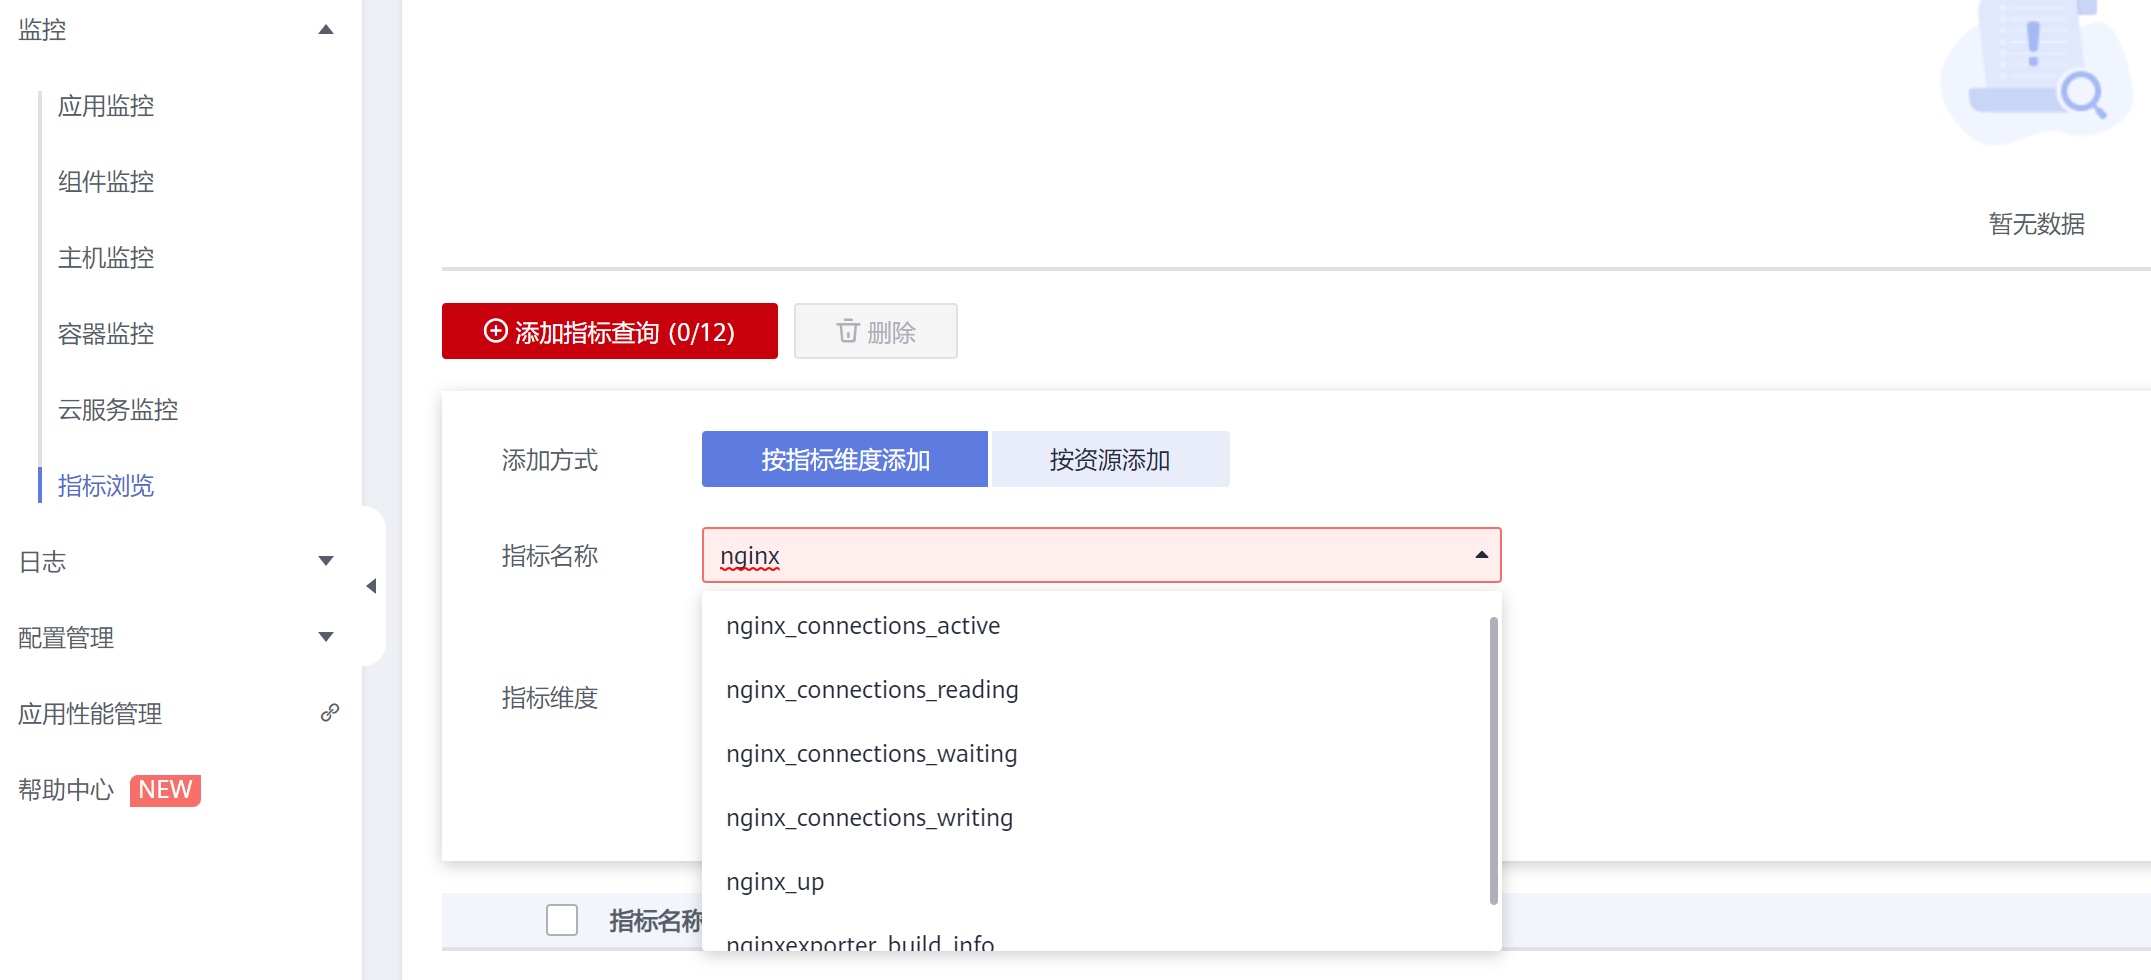 监控
应用监控
组件监控
主机监控
容器监控
云服务监控
指标浏览
日志
配置管理
应用性能管理
帮助中心 NEW
暂无数据
添加指标查询 (0/12)
删除
添加方式
按指标维度添加
按资源添加
指标名称
nginx
nginx_connections_active
nginx_connections_reading
指标维度
nginx_connections_waiting
nginx_connections_writing
nginx_up
nginxexporter_build_info
指标名称